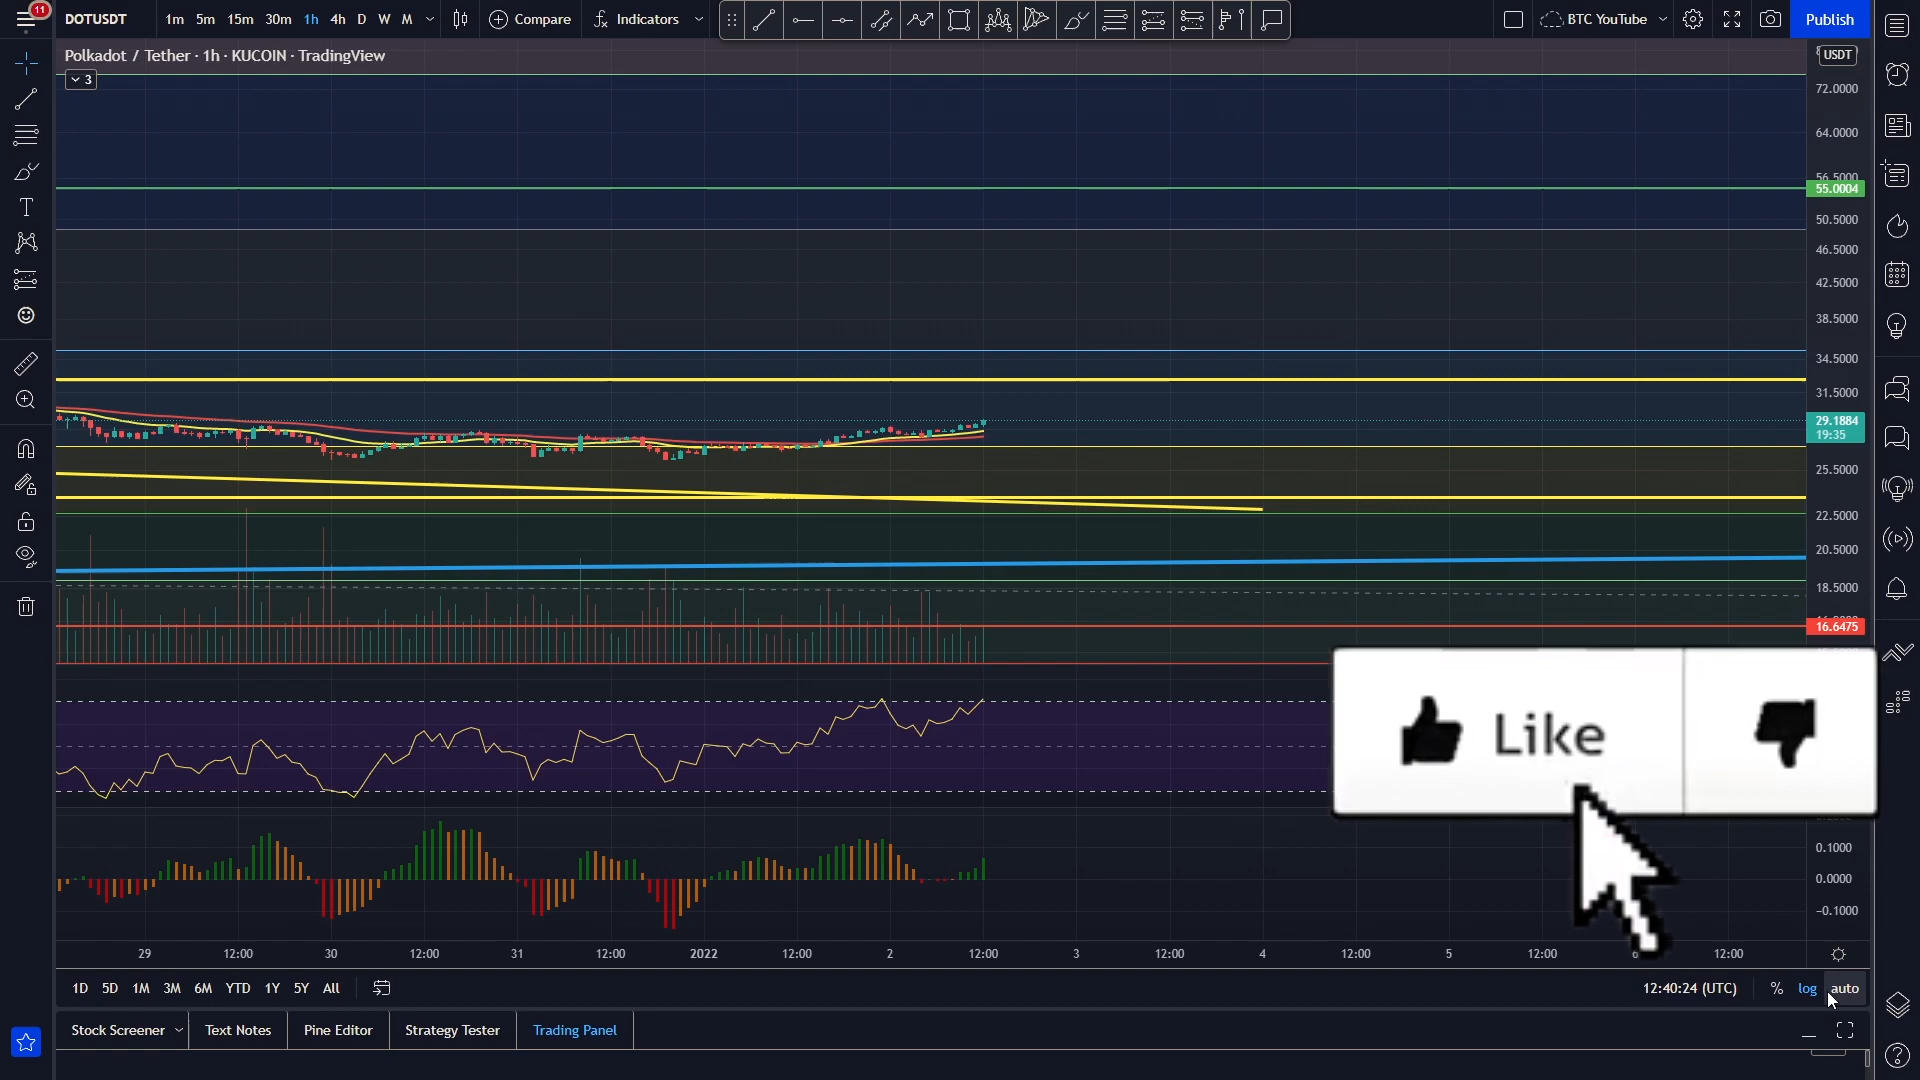 11
DOTUSDT
1m 5m 15m 30m 1h 4h D W M
Compare
Indicators
BTC YouTube
Publish
Polkadot / Tether · 1h · KUCOIN · TradingView
3
USDT
72.0000
64.0000
56.5000
55.0004
50.5000
46.5000
42.5000
38.5000
34.5000
31.5000
29.1884
19:35
25.5000
22.5000
20.5000
18.5000
16.6475
Like
0.1000
0.0000
−0.1000
29 12:00 30 12:00 31 12:00 2022 12:00 2 12:00 3 12:00 4 12:00 5 12:00 12:00
1D 5D 1M 3M 6M YTD 1Y 5Y All
12:40:24 (UTC) % log auto
Stock Screener Text Notes Pine Editor Strategy Tester Trading Panel